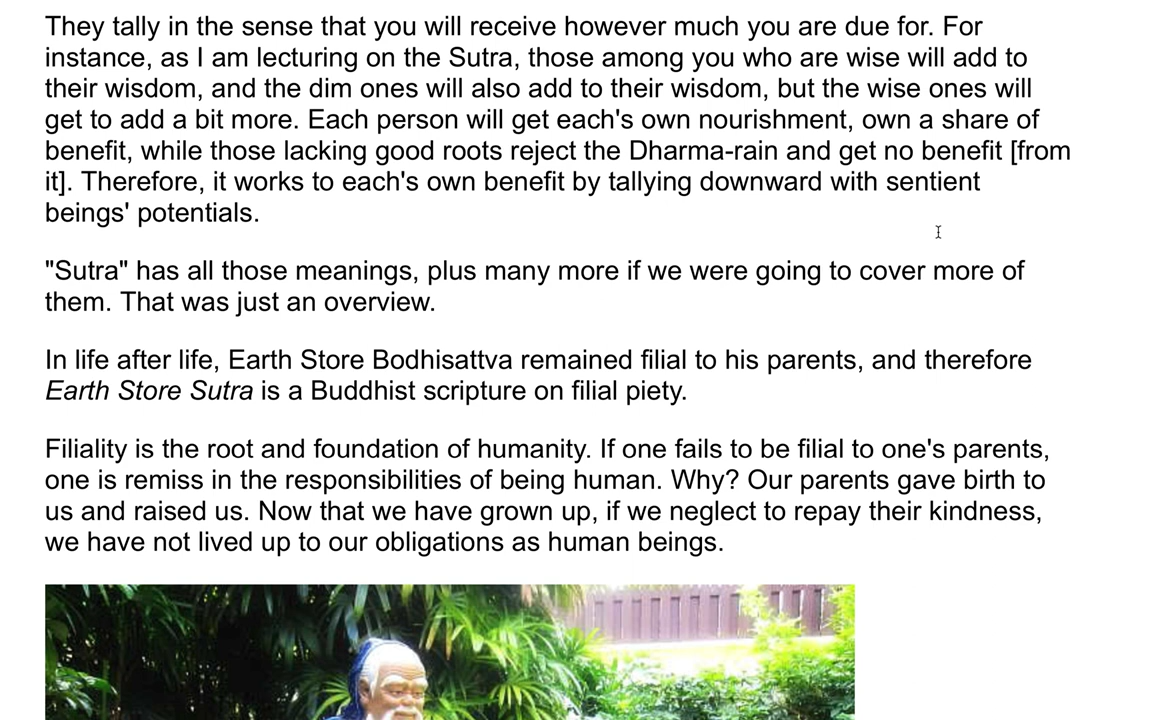 They tally in the sense that you will receive however much you are due for. For
instance, as I am lecturing on the Sutra, those among you who are wise will add to
their wisdom, and the dim ones will also add to their wisdom, but the wise ones will
get to add a bit more. Each person will get each's own nourishment, own a share of
benefit, while those lacking good roots reject the Dharma-rain and get no benefit [from
it]. Therefore, it works to each's own benefit by tallying downward with sentient
beings' potentials.
"Sutra" has all those meanings, plus many more if we were going to cover more of
them. That was just an overview.
In life after life, Earth Store Bodhisattva remained filial to his parents, and therefore
Earth Store Sutra is a Buddhist scripture on filial piety.
Filiality is the root and foundation of humanity. If one fails to be filial to one's parents,
one is remiss in the responsibilities of being human. Why? Our parents gave birth to
us and raised us. Now that we have grown up, if we neglect to repay their kindness,
we have not lived up to our obligations as human beings.